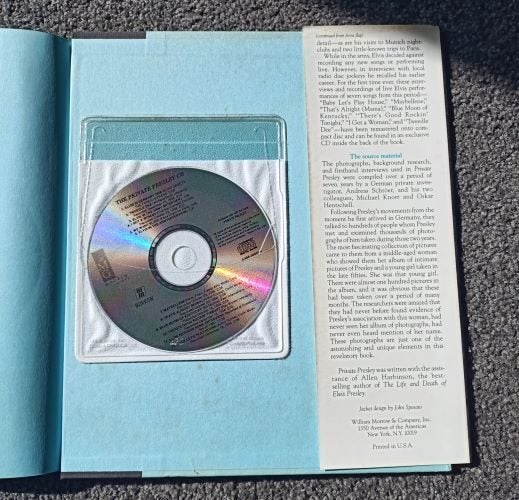 THE PRIVATE PRESLEY CD
(continued from front flap)
detail—as are his visits to Munich night-
clubs and two little-known trips to Paris.
While in the army, Elvis decided against
recording any new songs or performing
live. However, in interviews with local
radio disc jockeys he recalled his earlier
career. For the first time ever, these inter-
views and recordings of live Elvis perfor-
mances of seven songs from this period—
"Baby Let's Play House," "Maybellene,"
"That's Alright (Mama)," "Blue Moon of
Kentucky," "There's Good Rockin'
Tonight," "I Got a Woman," and "Tweedle
Dee"—have been remastered onto com-
pact disc and can be found in an exclusive
CD inside the back of the book.
The source material
The photographs, background research,
and firsthand interviews used in Private
Presley were compiled over a period of
seven years by a German private inves-
tigator, Andreas Schröer, and his two
colleagues, Michael Knorr and Oskar
Hentschel.
Following Presley's movements from the
moment he first arrived in Germany, they
talked to hundreds of people whom Presley
met and examined thousands of photo-
graphs of him taken during those two years.
The most fascinating collection of pictures
came to them from a middle-aged woman
who showed them her album of intimate
pictures of Presley and a young girl taken in
the late fifties. She was that young girl.
There were almost one hundred pictures in
the album, and it was obvious that these
had been taken over a period of many
months. The researchers were amazed that
they had never before found evidence of
Presley's association with this woman, had
never seen her album of photographs, had
never even heard mention of her name.
These photographs are just one of the
astonishing and unique elements in this
revelatory book.
Private Presley was written with the assis-
tance of Allen Harbinson, the best-
selling author of The Life and Death of
Elvis Presley.
Jacket design by John Spencer
William Morrow & Company, Inc.
1350 Avenue of the Americas
New York, N.Y. 10019
Printed in U.S.A.